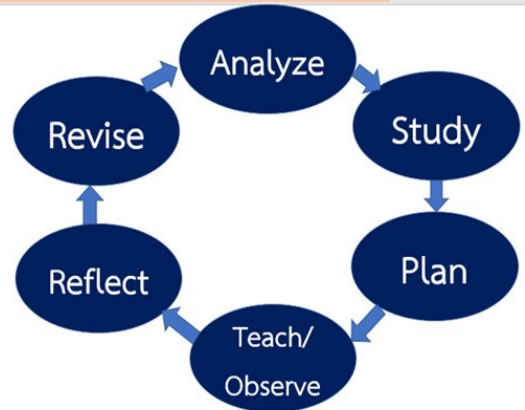 Analyze
Study
Plan
Teach/
Observe
Reflect
Revise